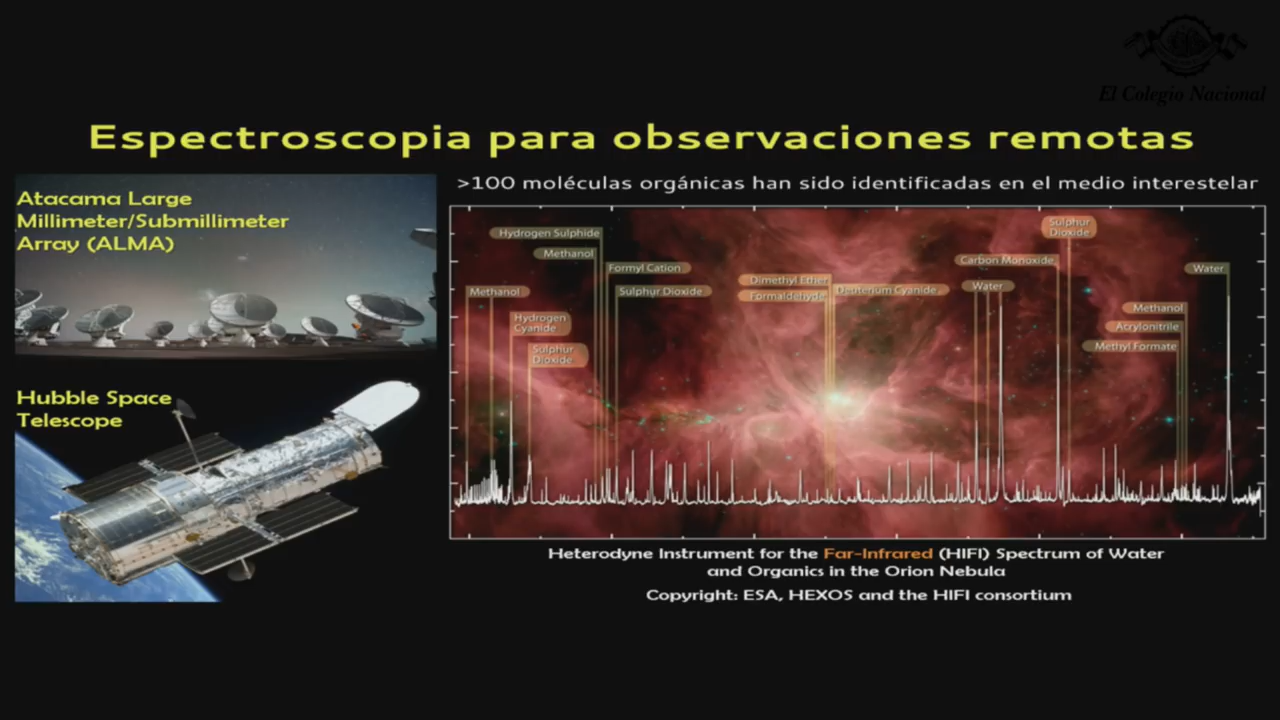 El Colegio Nacional
Espectroscopia para observaciones remotas
Atacama Large
Millimeter/Submillimeter
Array (ALMA)
>100 moléculas orgánicas han sido identificadas en el medio interestelar
Hydrogen Sulphide
Methanol
Formyl Cation
Methanol
Sulphur Dioxide
Hydrogen
Cyanide
Sulphur
Dioxide
Dimethyl Ether
Formaldehyde
Deuterium Cyanide
Sulphur
Dioxide
Carbon Monoxide
Water
Water
Methanol
Acrylonitrile
Methyl Formate
Hubble Space
Telescope
Heterodyne Instrument for the Far-Infrared (HIFI) Spectrum of Water
and Organics in the Orion Nebula
Copyright: ESA, HEXOS and the HIFI consortium